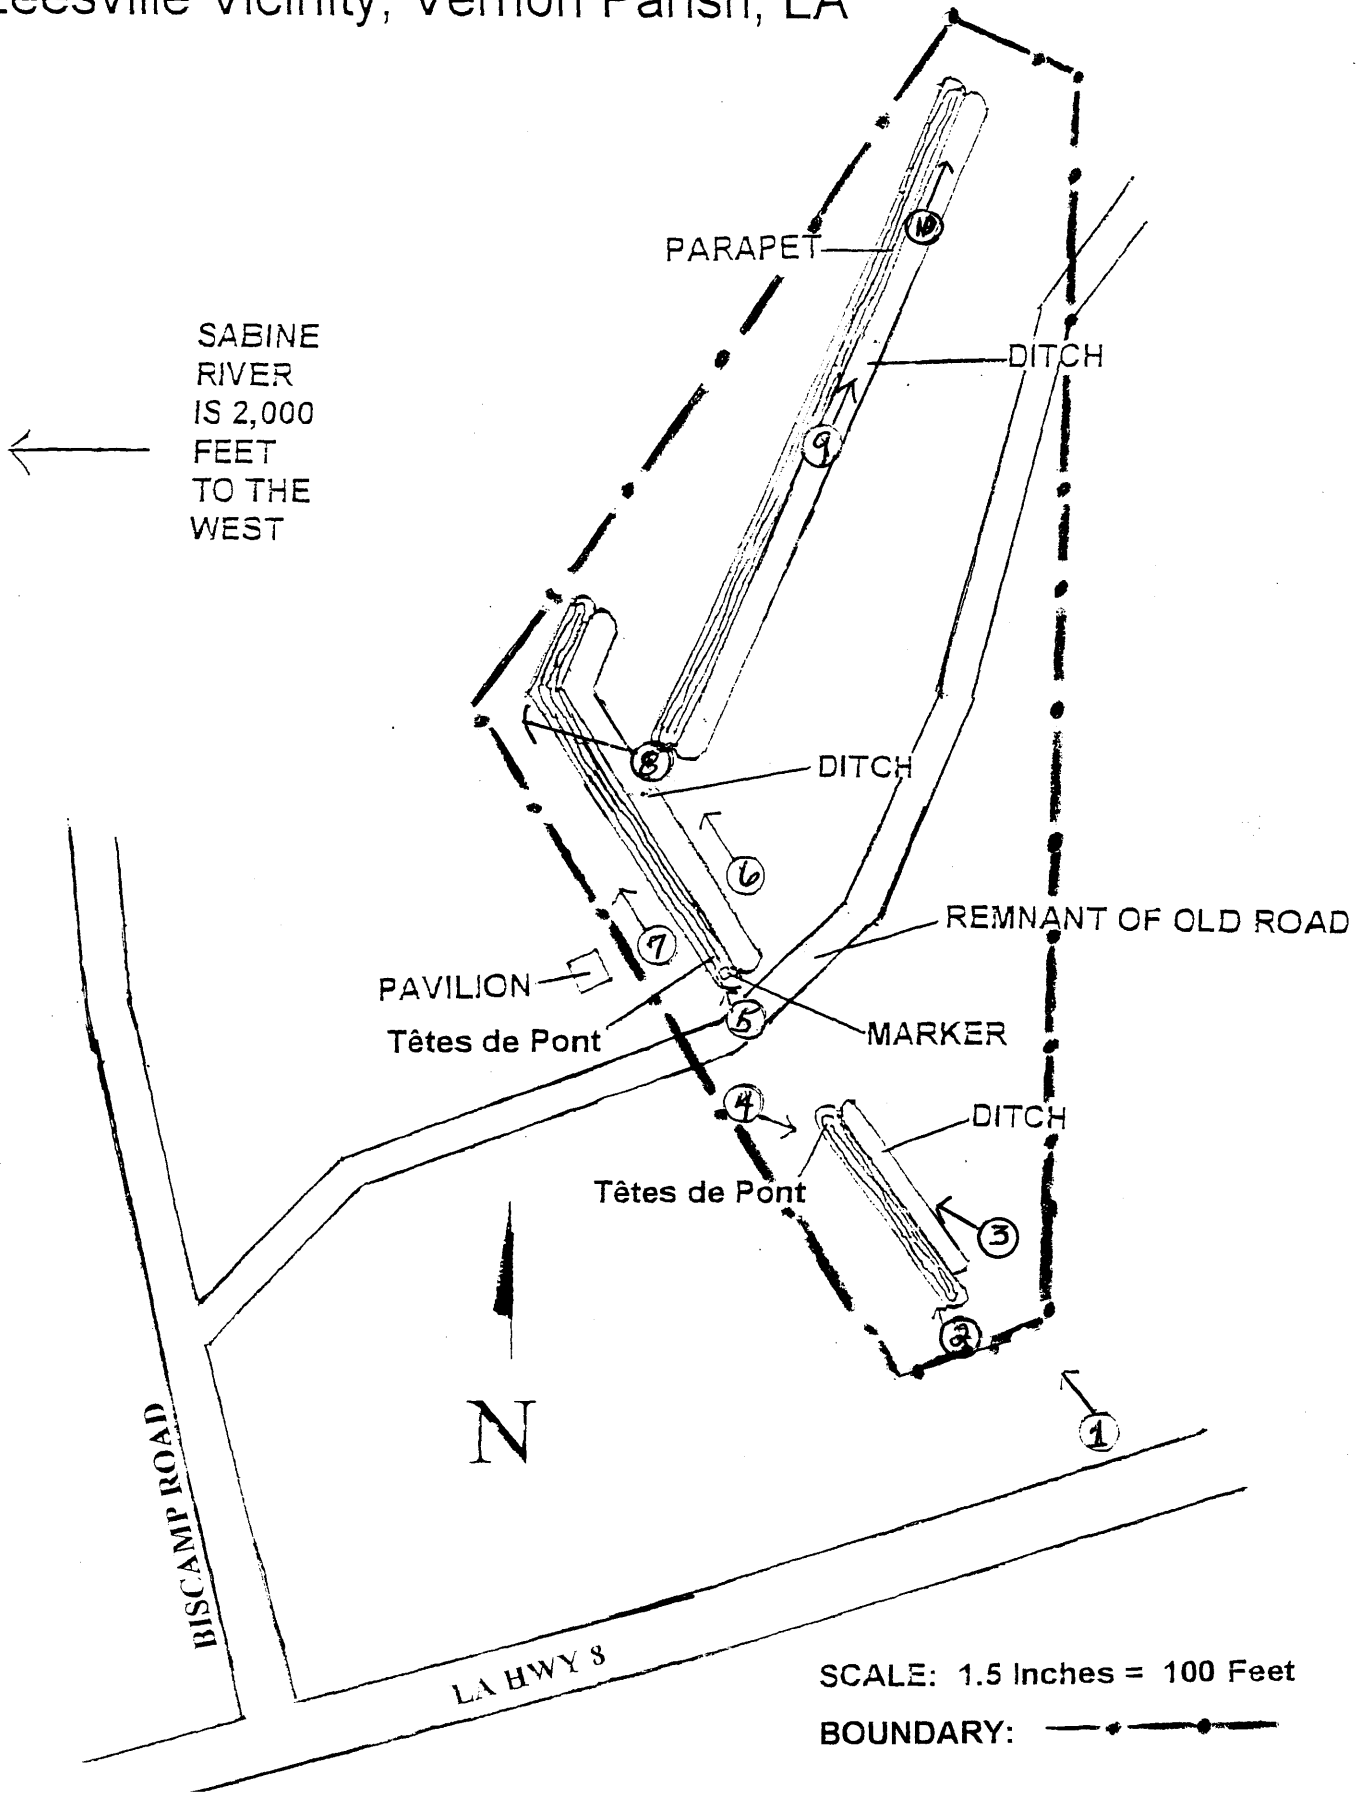 Leesville Vicinity, Vernon Parish, LA
PARAPET
10
SABINE
RIVER
IS 2,000
FEET
TO THE
WEST
DITCH
9
8
DITCH
6
REMNANT OF OLD ROAD
7
PAVILION
5
Têtes de Pont
MARKER
4
DITCH
Têtes de Pont
3
2
N
1
BISCAMP ROAD
LA HWY 8
SCALE: 1.5 Inches = 100 Feet
BOUNDARY: